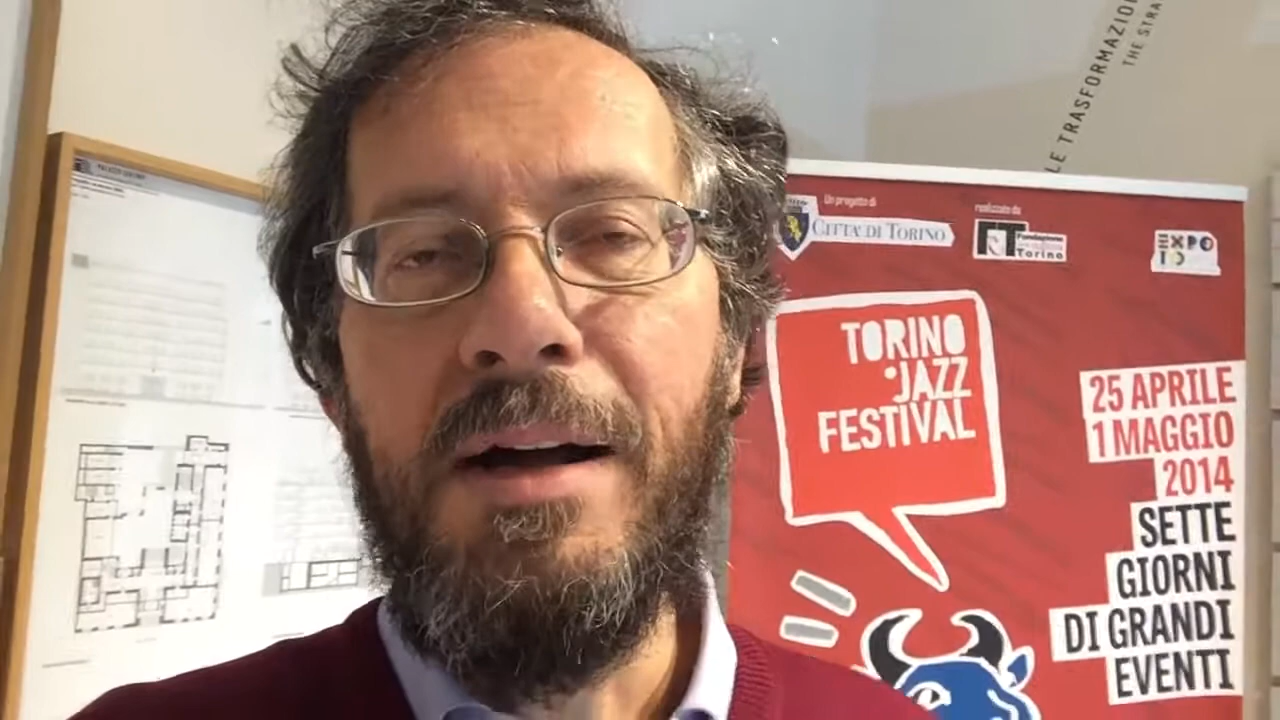 LE TRASFORMAZIO
THE STRA
Un progetto di
CITTA' DI TORINO
realizzato da
Torino
EXPO
TO
TORINO
JAZZ
FESTIVAL
25 APRILE
1 MAGGIO
2014
SETTE
GIORNI
DI GRANDI
EVENTI